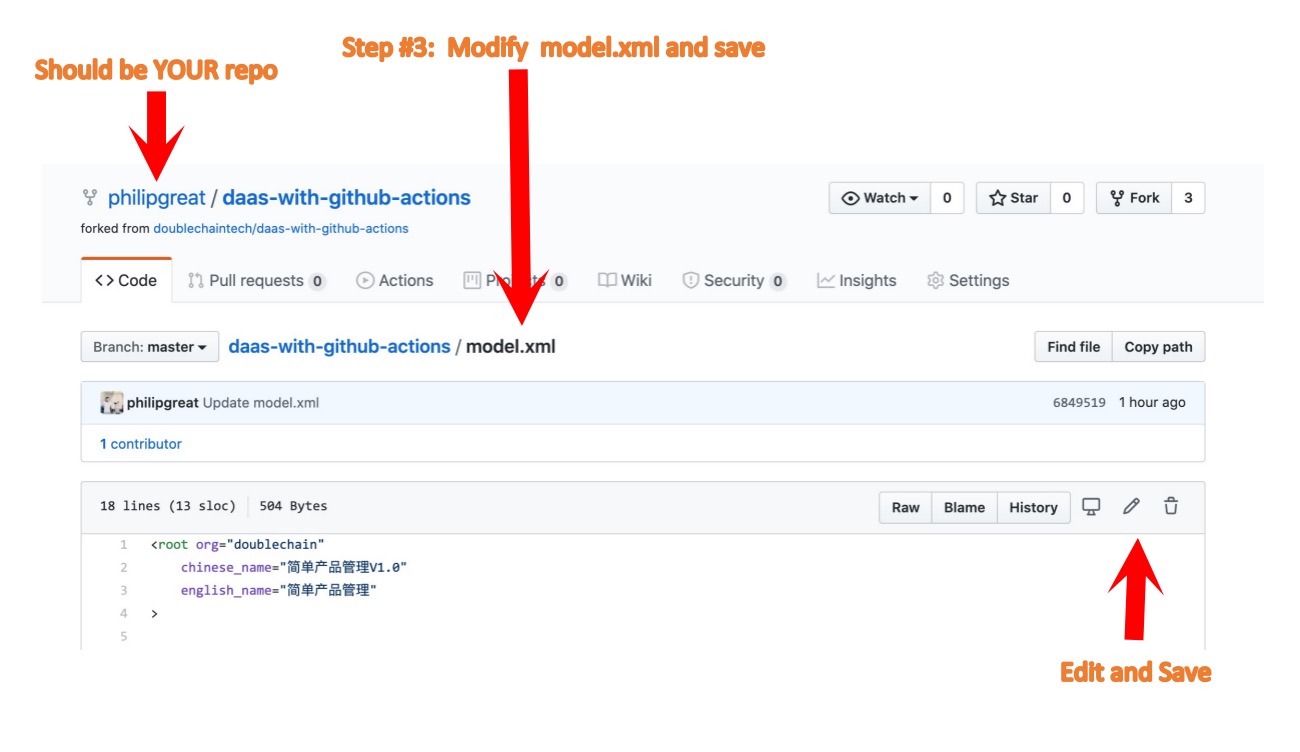 Step #3: Modify model.xml and save
Should be YOUR repo
philipgreat / daas-with-github-actions
Watch 0 Star 0 Fork 3
forked from doublechaintech/daas-with-github-actions
<> Code Pull requests 0 Actions Projects 0 Wiki Security 0 Insights Settings
Branch: master daas-with-github-actions / model.xml Find file Copy path
philipgreat Update model.xml 6849519 1 hour ago
1 contributor
18 lines (13 sloc) 504 Bytes Raw Blame History
1 <root org="doublechain"
2 chinese_name="简单产品管理V1.0"
3 english_name="简单产品管理"
4 >
5
Edit and Save